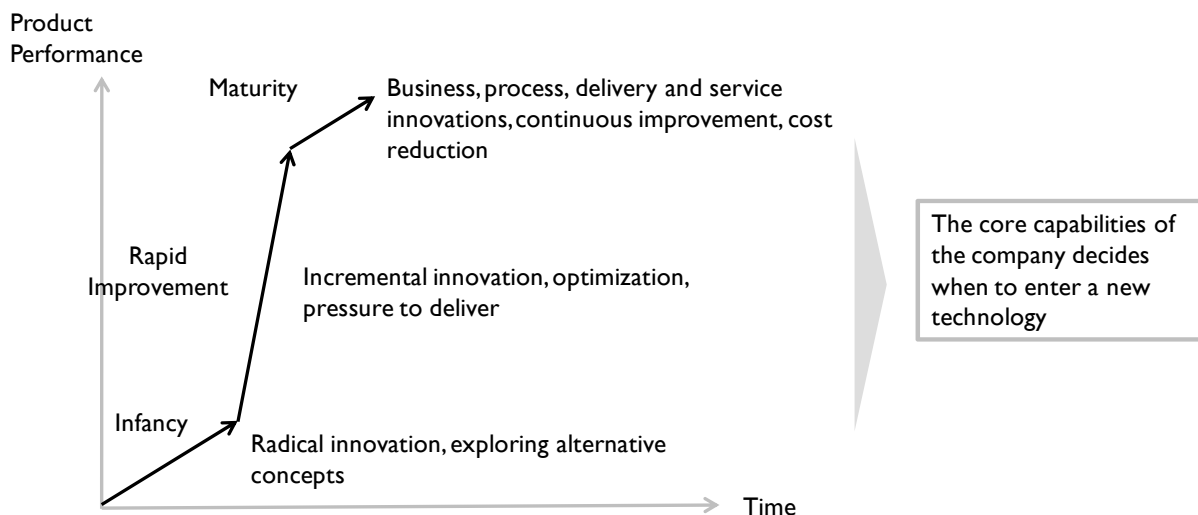 Product
Performance
Maturity
Business, process, delivery and service
innovations, continuous improvement, cost
reduction
The core capabilities of
the company decides
when to enter a new
technology
Rapid
Improvement
Incremental innovation, optimization,
pressure to deliver
Infancy
Radical innovation, exploring alternative
concepts
Time